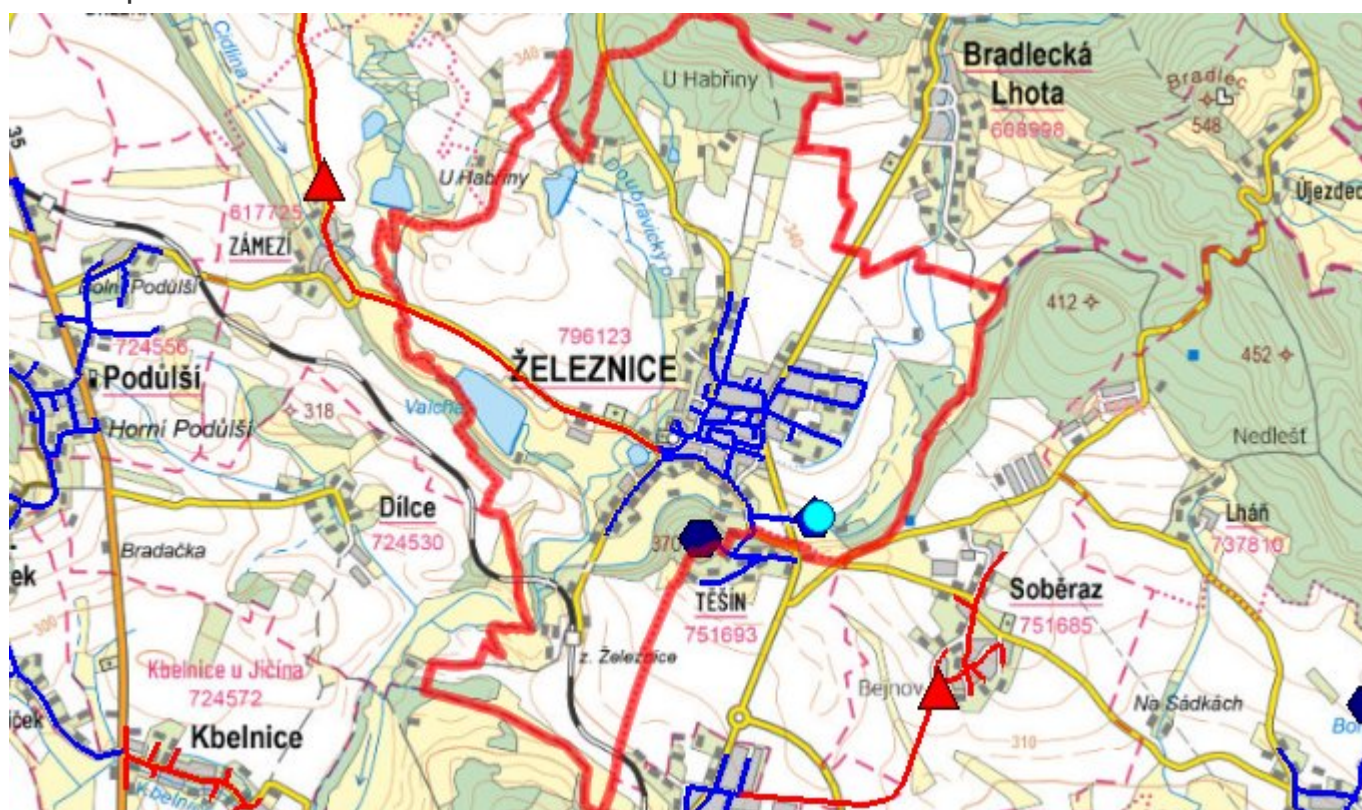 Cidlina
340
U Habřiny
Bradlecká
Lhota
608998
Bradlec
548
35
U Habřiny
Doubravický p.
340
Újezdec
617725
ZÁMEZÍ
Dolní Podůlší
412
796123
724556
ŽELEZNICE
452
Podůlší
318
Valcha
Horní Podůlší
Nedlešť
Dílce
724530
Lháň
737810
Bradačka
370
Soběraz
751685
TĚŠÍN
751693
300
z. Železnice
Kbelnice u Jičína
724572
Bejnov
Na Sádkách
Kbelnice
310